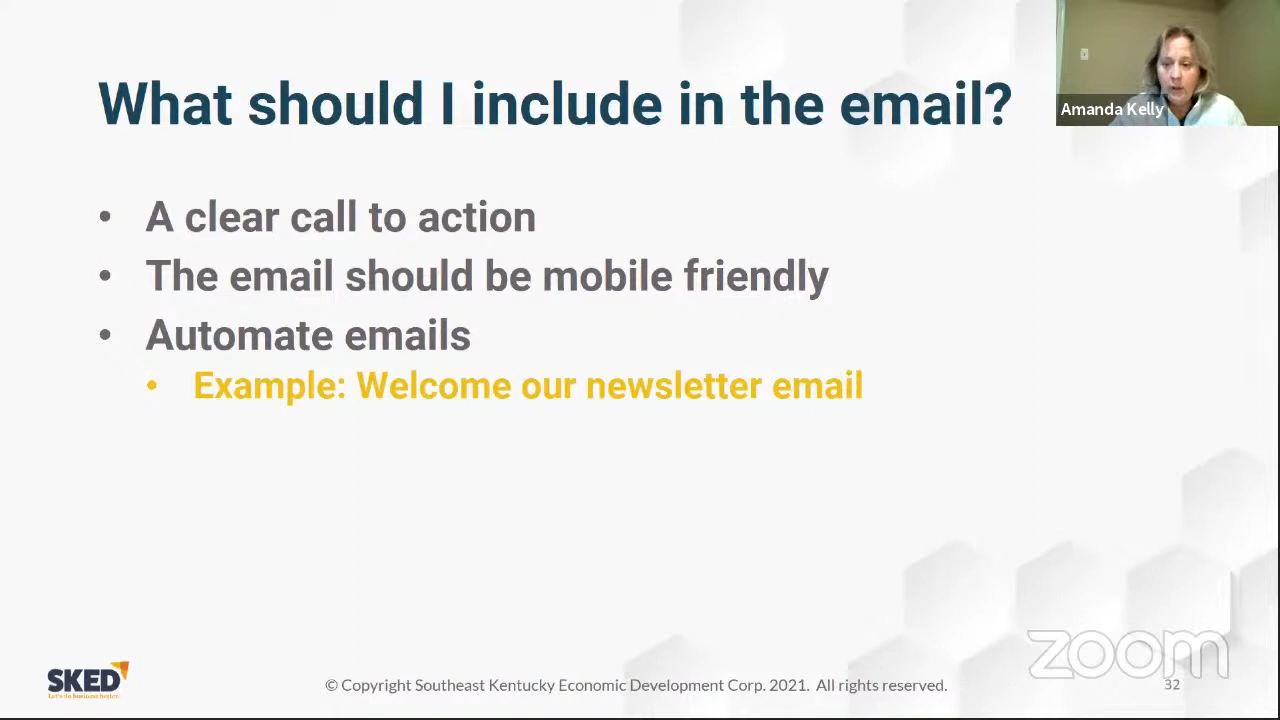 What should I include in the email?
Amanda Kelly
• A clear call to action
• The email should be mobile friendly
• Automate emails
• Example: Welcome our newsletter email
zoom
SKED
Let's do business better.
© Copyright Southeast Kentucky Economic Development Corp. 2021. All rights reserved.
32